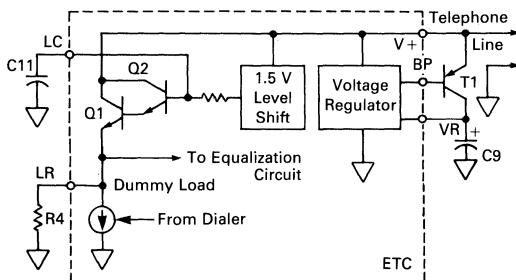 Telephone
Line
LC
V+
C11
Q2
BP
1.5 V
Level
Shift
Voltage
Regulator
T1
Q1
VR
+
C9
To Equalization
Circuit
LR
Dummy Load
R4
From Dialer
ETC